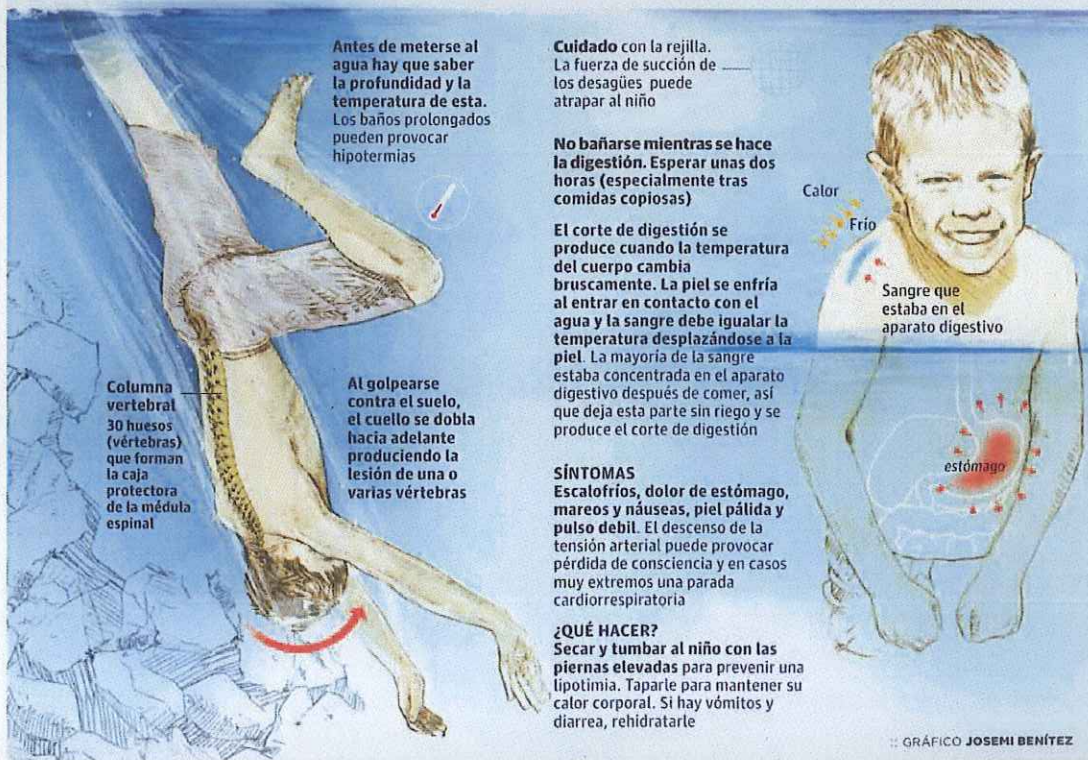 Antes de meterse al
agua hay que saber
la profundidad y la
temperatura de esta.
Los baños prolongados
pueden provocar
hipotermias
Columna
vertebral
30 huesos
(vértebras)
que forman
la caja
protectora
de la médula
espinal
Al golpearse
contra el suelo,
el cuello se dobla
hacia adelante
produciendo la
lesión de una o
varias vértebras
Cuidado con la rejilla.
La fuerza de succión de
los desagües puede
atrapar al niño
No bañarse mientras se hace
la digestión. Esperar unas dos
horas (especialmente tras
comidas copiosas)
El corte de digestión se
produce cuando la temperatura
del cuerpo cambia
bruscamente. La piel se enfría
al entrar en contacto con el
agua y la sangre debe igualar la
temperatura desplazándose a la
piel. La mayoría de la sangre
estaba concentrada en el aparato
digestivo después de comer, así
que deja esta parte sin riego y se
produce el corte de digestión
SÍNTOMAS
Escalofríos, dolor de estómago,
mareos y náuseas, piel pálida y
pulso debil. El descenso de la
tensión arterial puede provocar
pérdida de consciencia y en casos
muy extremos una parada
cardiorrespiratoria
¿QUÉ HACER?
Secar y tumbar al niño con las
piernas elevadas para prevenir una
lipotimia. Taparle para mantener su
calor corporal. Si hay vómitos y
diarrea, rehidratarle
Calor
Frío
Sangre que
estaba en el
aparato digestivo
estómago
:: GRÁFICO JOSEMI BENÍTEZ